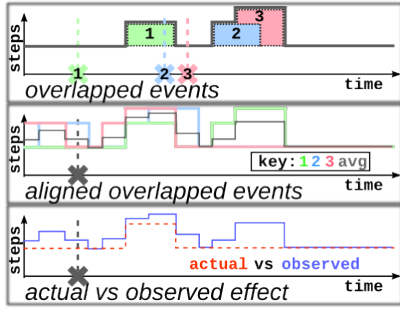 steps
1
2
3
1
2
3
time
overlapped events
steps
key: 1 2 3 avg
time
aligned overlapped events
steps
actual vs observed
time
actual vs observed effect